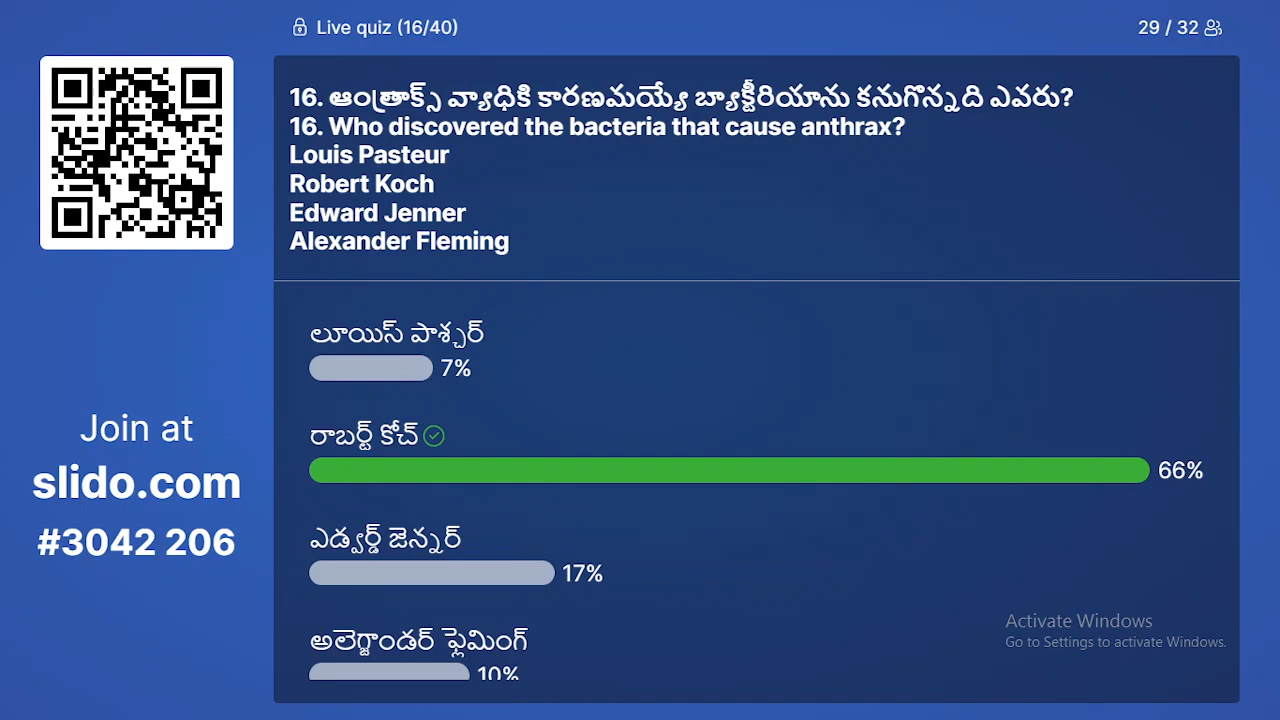 Live quiz (16/40)
29 / 32
16. ఆంత్రాక్స్ వ్యాధికి కారణమయ్యే బ్యాక్టీరియాను కనుగొన్నది ఎవరు?
16. Who discovered the bacteria that cause anthrax?
Louis Pasteur
Robert Koch
Edward Jenner
Alexander Fleming
లూయిస్ పాశ్చర్
7%
రాబర్ట్ కోచ్
66%
ఎడ్వర్డ్ జెన్నర్
17%
అలెగ్జాండర్ ఫ్లెమింగ్
10%
Join at
slido.com
#3042 206
Activate Windows
Go to Settings to activate Windows.